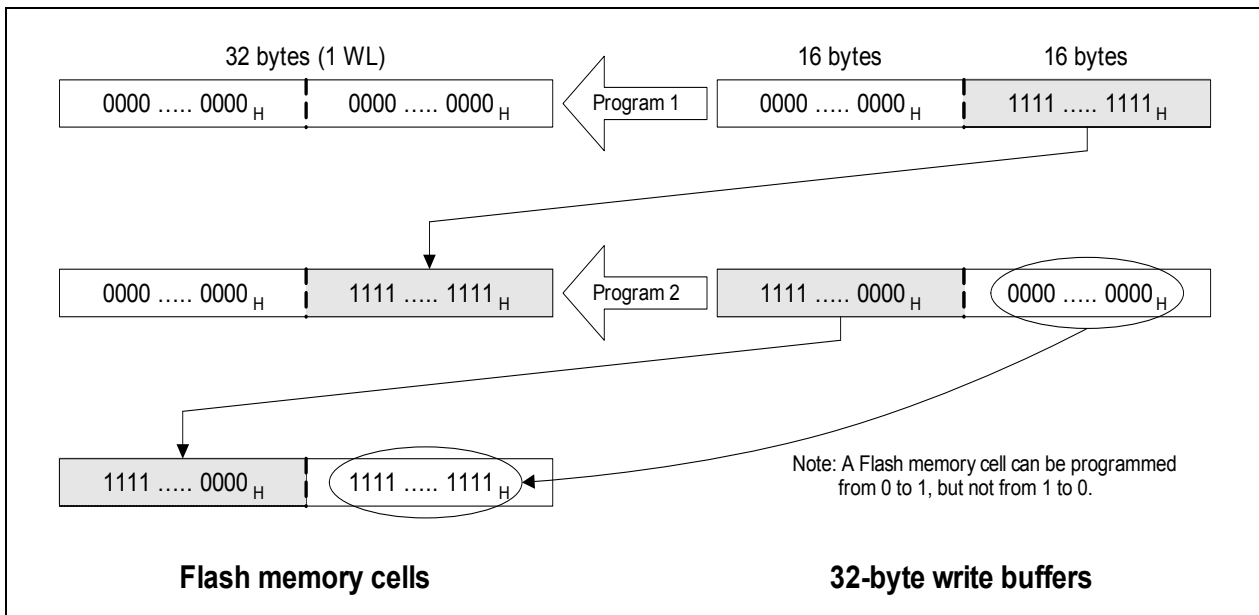 32 bytes (1 WL)
16 bytes
16 bytes
0000 ..... 0000 H
0000 ..... 0000 H
Program 1
0000 ..... 0000 H
1111 ..... 1111 H
0000 ..... 0000 H
1111 ..... 1111 H
Program 2
1111 ..... 0000 H
0000 ..... 0000 H
1111 ..... 0000 H
1111 ..... 1111 H
Note: A Flash memory cell can be programmed
from 0 to 1, but not from 1 to 0.
Flash memory cells
32-byte write buffers